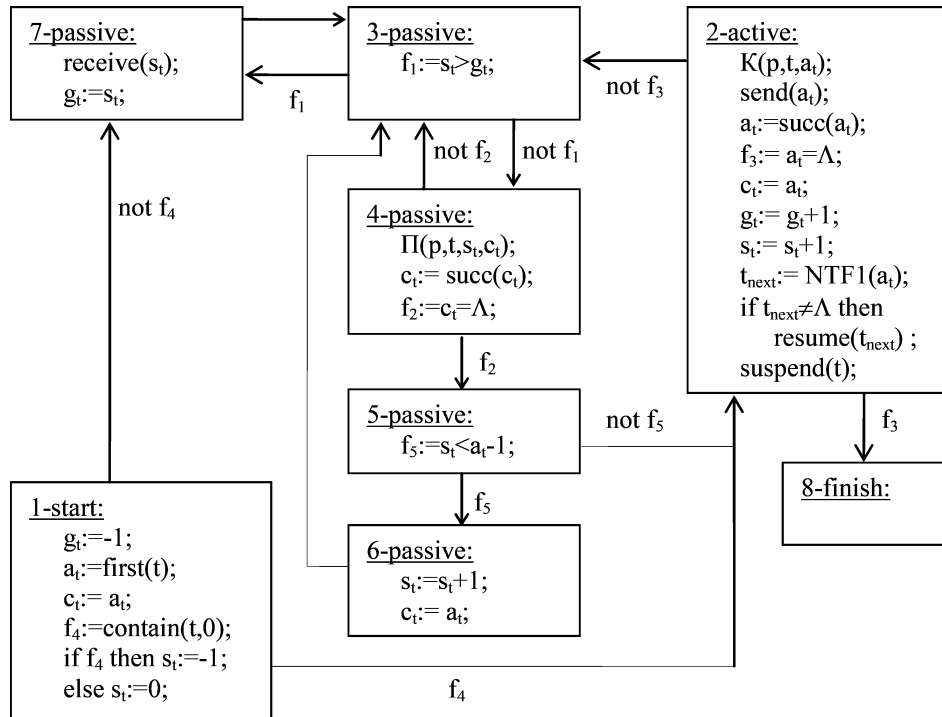 7-passive:
receive(sₜ);
gₜ:=sₜ;
3-passive:
f₁:=sₜ>gₜ;
2-active:
К(p,t,aₜ);
send(aₜ);
aₜ:=succ(aₜ);
f₃:= aₜ=Λ;
cₜ:= aₜ;
gₜ:= gₜ+1;
sₜ:= sₜ+1;
tₙₑₓₜ:= NTF1(aₜ);
if tₙₑₓₜ≠Λ then
resume(tₙₑₓₜ) ;
suspend(t);
f₁
not f₃
not f₂
not f₁
not f₄
4-passive:
Π(p,t,sₜ,cₜ);
cₜ:= succ(cₜ);
f₂:=cₜ=Λ;
f₂
5-passive:
f₅:=sₜ<aₜ-1;
not f₅
f₃
f₅
8-finish:
1-start:
gₜ:=-1;
aₜ:=first(t);
cₜ:= aₜ;
f₄:=contain(t,0);
if f₄ then sₜ:=-1;
else sₜ:=0;
6-passive:
sₜ:=sₜ+1;
cₜ:= aₜ;
f₄